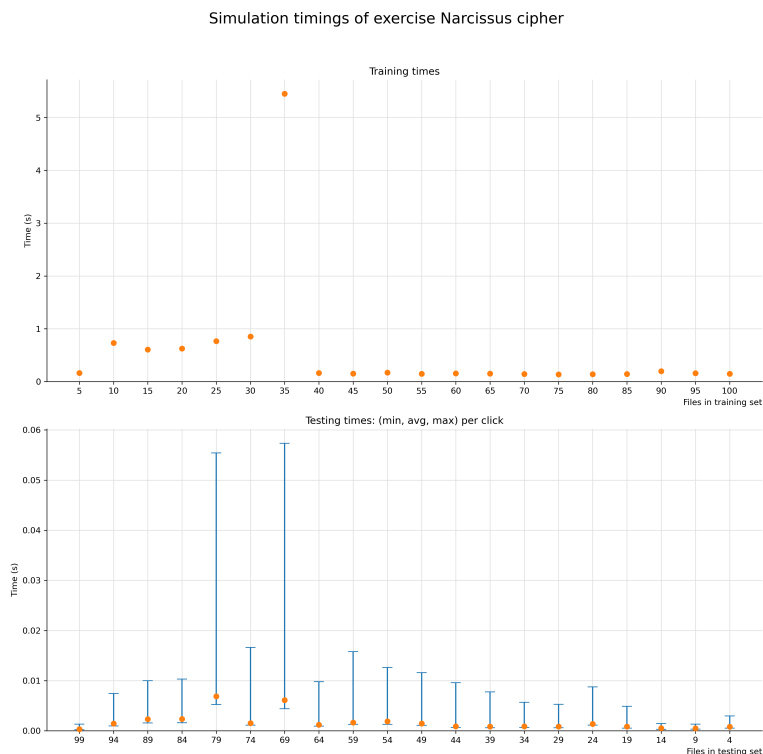 Simulation timings of exercise Narcissus cipher
Training times
Time (s)
5
4
3
2
1
0
5 10 15 20 25 30 35 40 45 50 55 60 65 70 75 80 85 90 95 100
Files in training set
Testing times: (min, avg, max) per click
Time (s)
0.06
0.05
0.04
0.03
0.02
0.01
0.00
99 94 89 84 79 74 69 64 59 54 49 44 39 34 29 24 19 14 9 4
Files in testing set